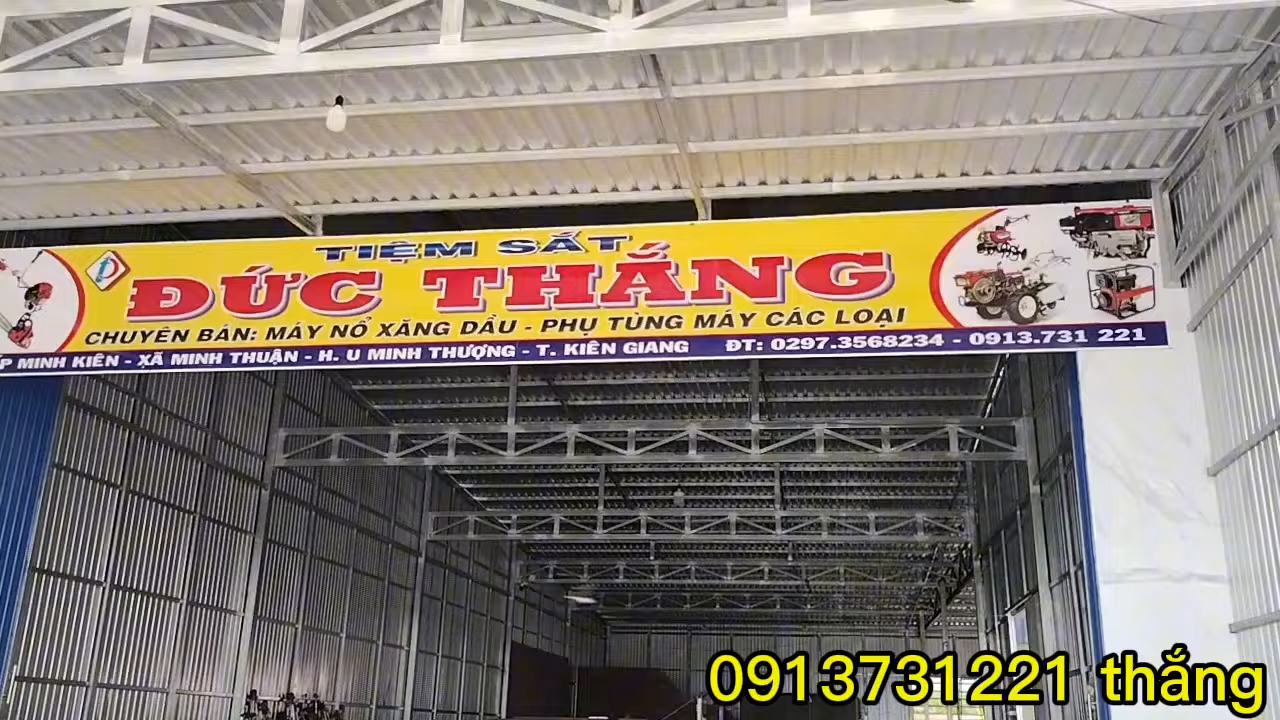 TIỆM SẮT
ĐỨC THẮNG
CHUYÊN BÁN: MÁY NỔ XĂNG DẦU - PHỤ TÙNG MÁY CÁC LOẠI
ẤP MINH KIÊN - XÃ MINH THUẬN - H. U MINH THƯỢNG - T. KIÊN GIANG ĐT: 0297.3568234 - 0913.731 221
0913731221 thắng